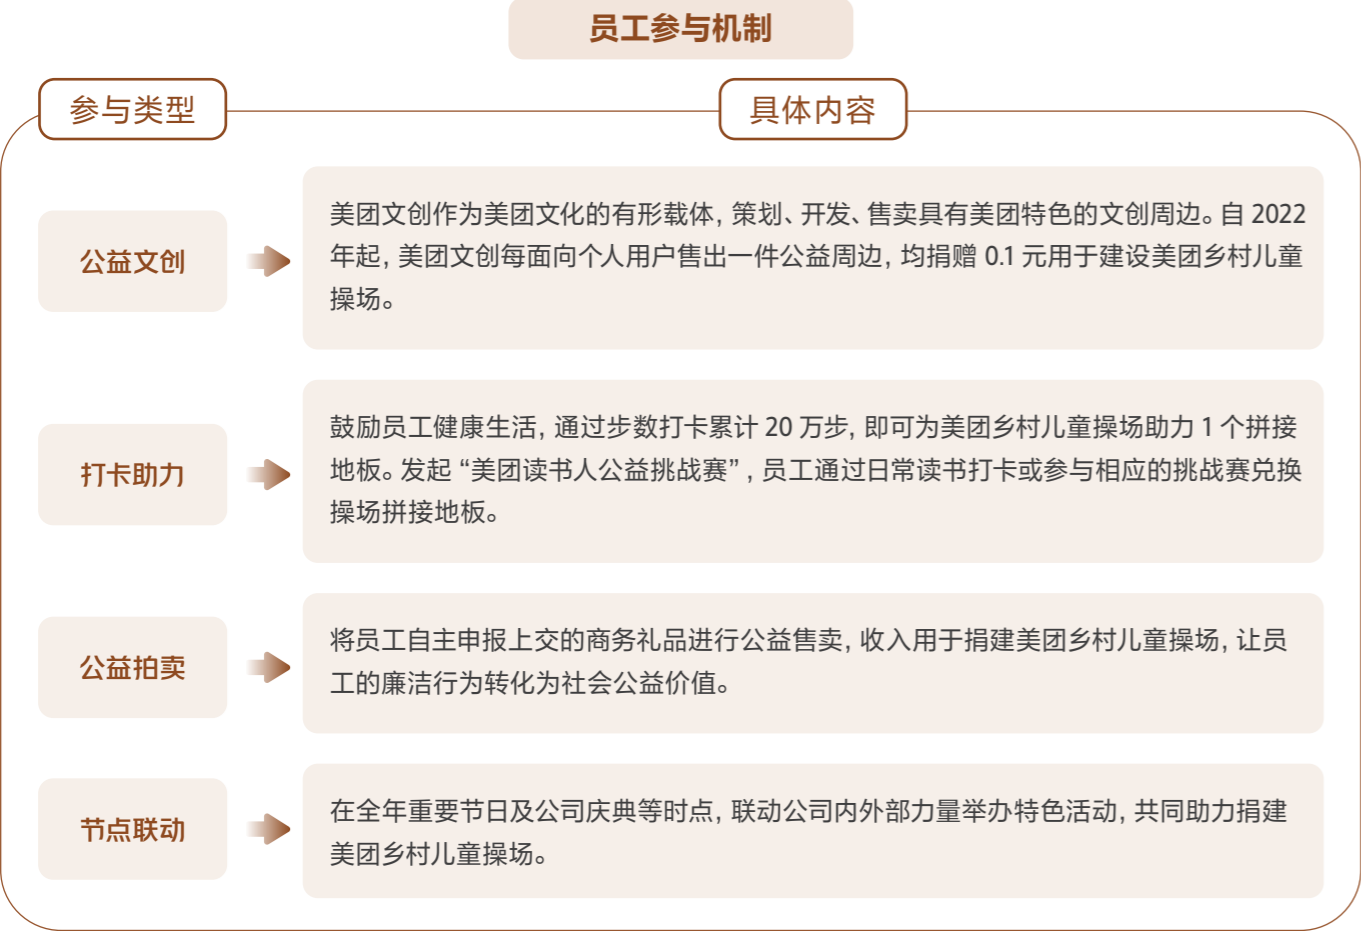 员工参与机制
参与类型
具体内容
公益文创
美团文创作为美团文化的有形载体，策划、开发、售卖具有美团特色的文创周边。自 2022
年起，美团文创每面向个人用户售出一件公益周边，均捐赠 0.1 元用于建设美团乡村儿童
操场。
打卡助力
鼓励员工健康生活，通过步数打卡累计 20 万步，即可为美团乡村儿童操场助力 1 个拼接
地板。发起“美团读书人公益挑战赛”，员工通过日常读书打卡或参与相应的挑战赛兑换
操场拼接地板。
公益拍卖
将员工自主申报上交的商务礼品进行公益售卖，收入用于捐建美团乡村儿童操场，让员
工的廉洁行为转化为社会公益价值。
节点联动
在全年重要节日及公司庆典等时点，联动公司内外部力量举办特色活动，共同助力捐建
美团乡村儿童操场。